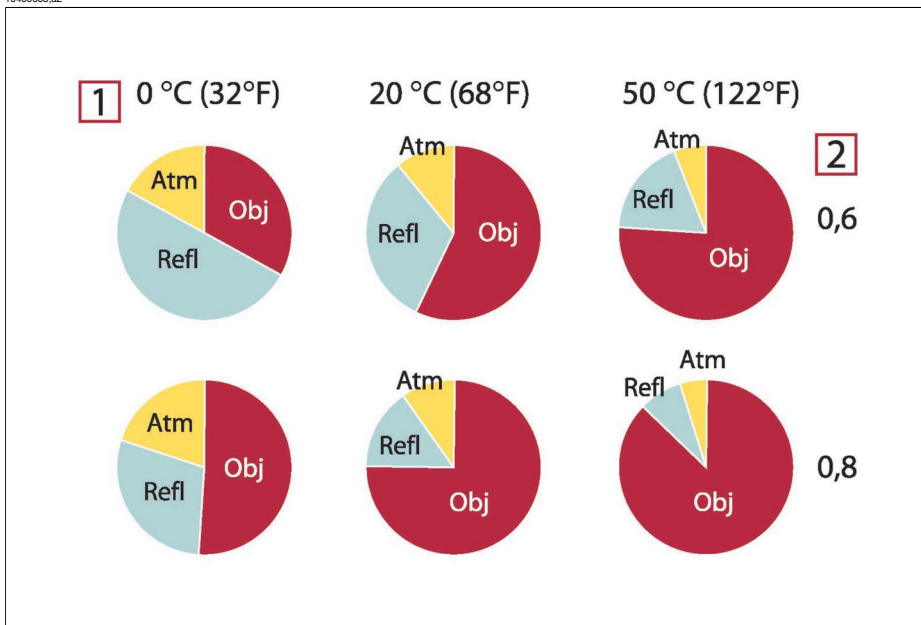 1 0 °C (32°F) 20 °C (68°F) 50 °C (122°F)
Atm Obj Refl
Atm Refl Obj
Atm Refl Obj
2
0,6
Atm Obj Refl
Atm Refl Obj
Atm Refl Obj
0,8